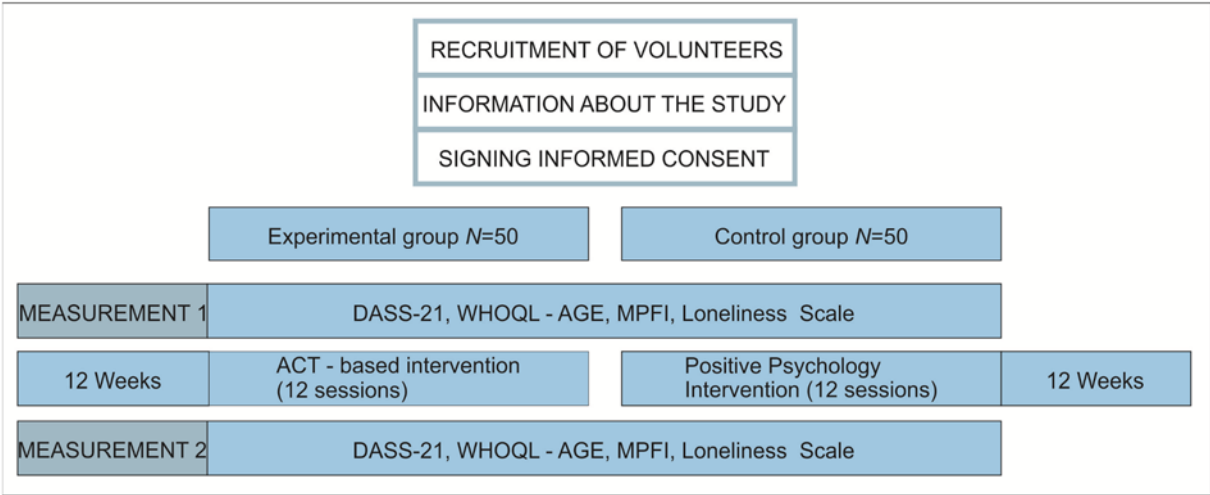 RECRUITMENT OF VOLUNTEERS
INFORMATION ABOUT THE STUDY
SIGNING INFORMED CONSENT
Experimental group N=50
Control group N=50
MEASUREMENT 1
DASS-21, WHOQL - AGE, MPFI, Loneliness Scale
12 Weeks
ACT - based intervention
(12 sessions)
Positive Psychology
Intervention (12 sessions)
12 Weeks
MEASUREMENT 2
DASS-21, WHOQL - AGE, MPFI, Loneliness Scale